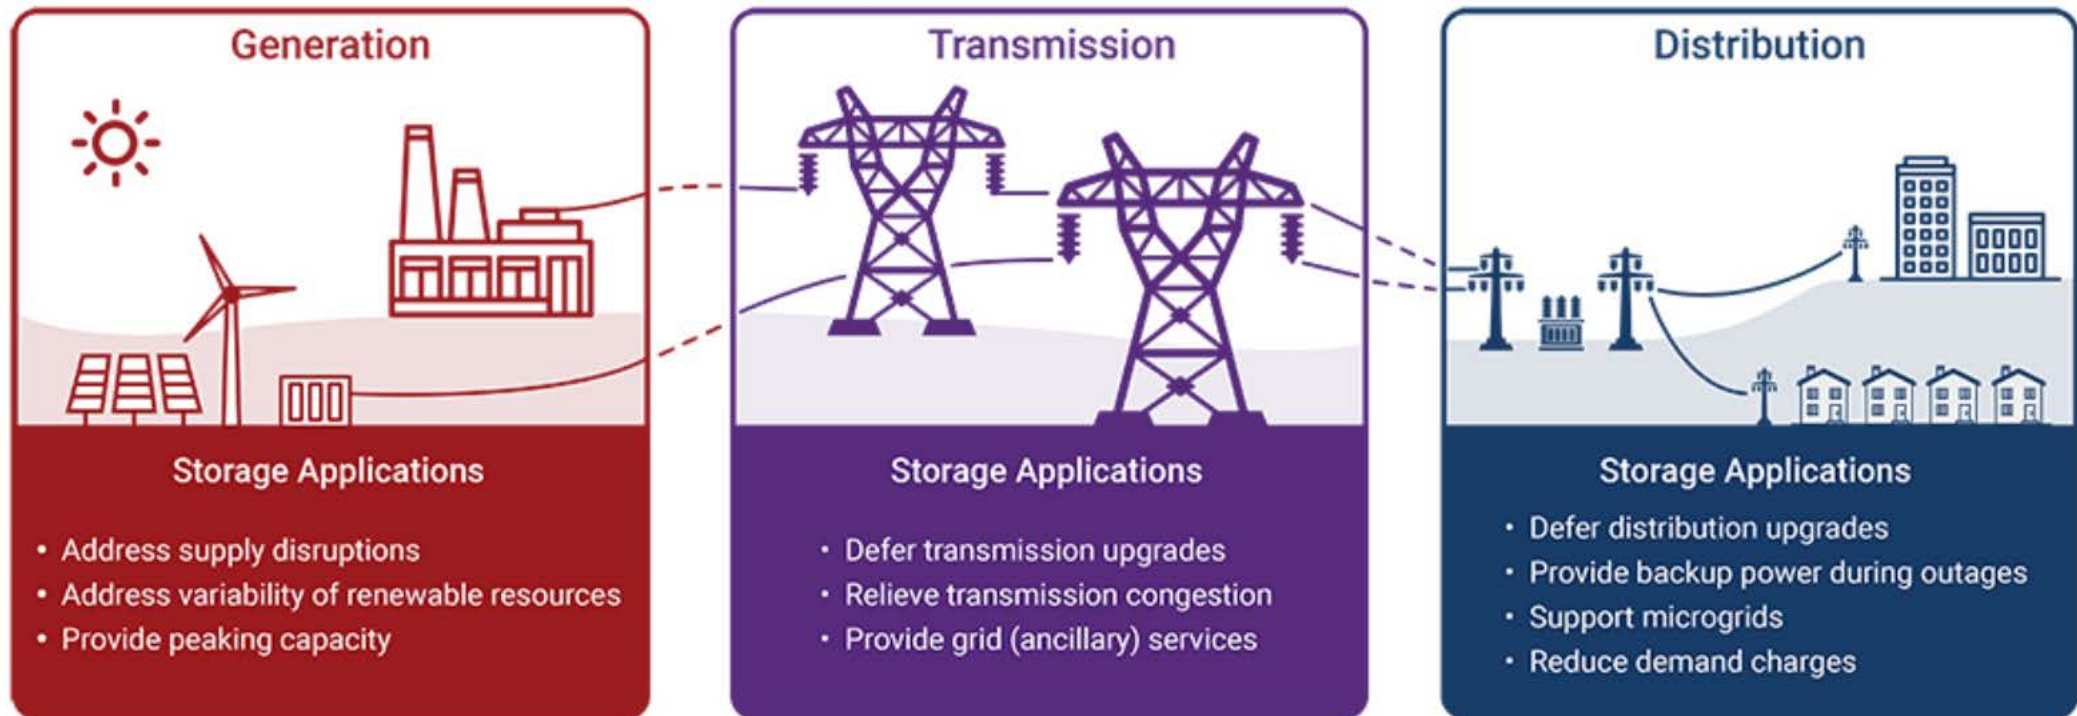 Generation
Storage Applications
• Address supply disruptions
• Address variability of renewable resources
• Provide peaking capacity
Transmission
Storage Applications
• Defer transmission upgrades
• Relieve transmission congestion
• Provide grid (ancillary) services
Distribution
Storage Applications
• Defer distribution upgrades
• Provide backup power during outages
• Support microgrids
• Reduce demand charges